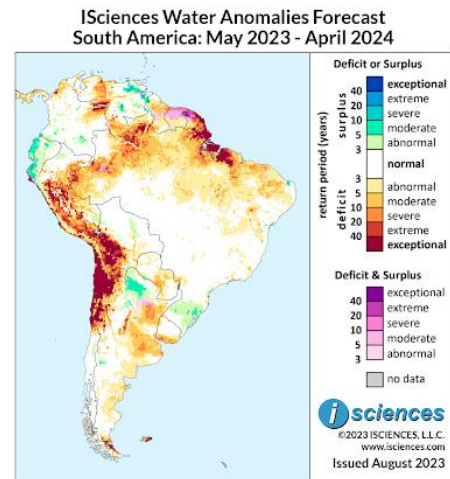 ISciences Water Anomalies Forecast
South America: May 2023 - April 2024
Deficit or Surplus
return period (years)
surplus
deficit
exceptional
40
extreme
20
severe
10
moderate
5
abnormal
3
normal
3
abnormal
5
moderate
10
severe
20
extreme
40
exceptional
Deficit & Surplus
exceptional
40
extreme
20
severe
10
moderate
5
abnormal
3
no data
i sciences
©2023 ISCIENCES, L.L.C.
www.isciences.com
Issued August 2023